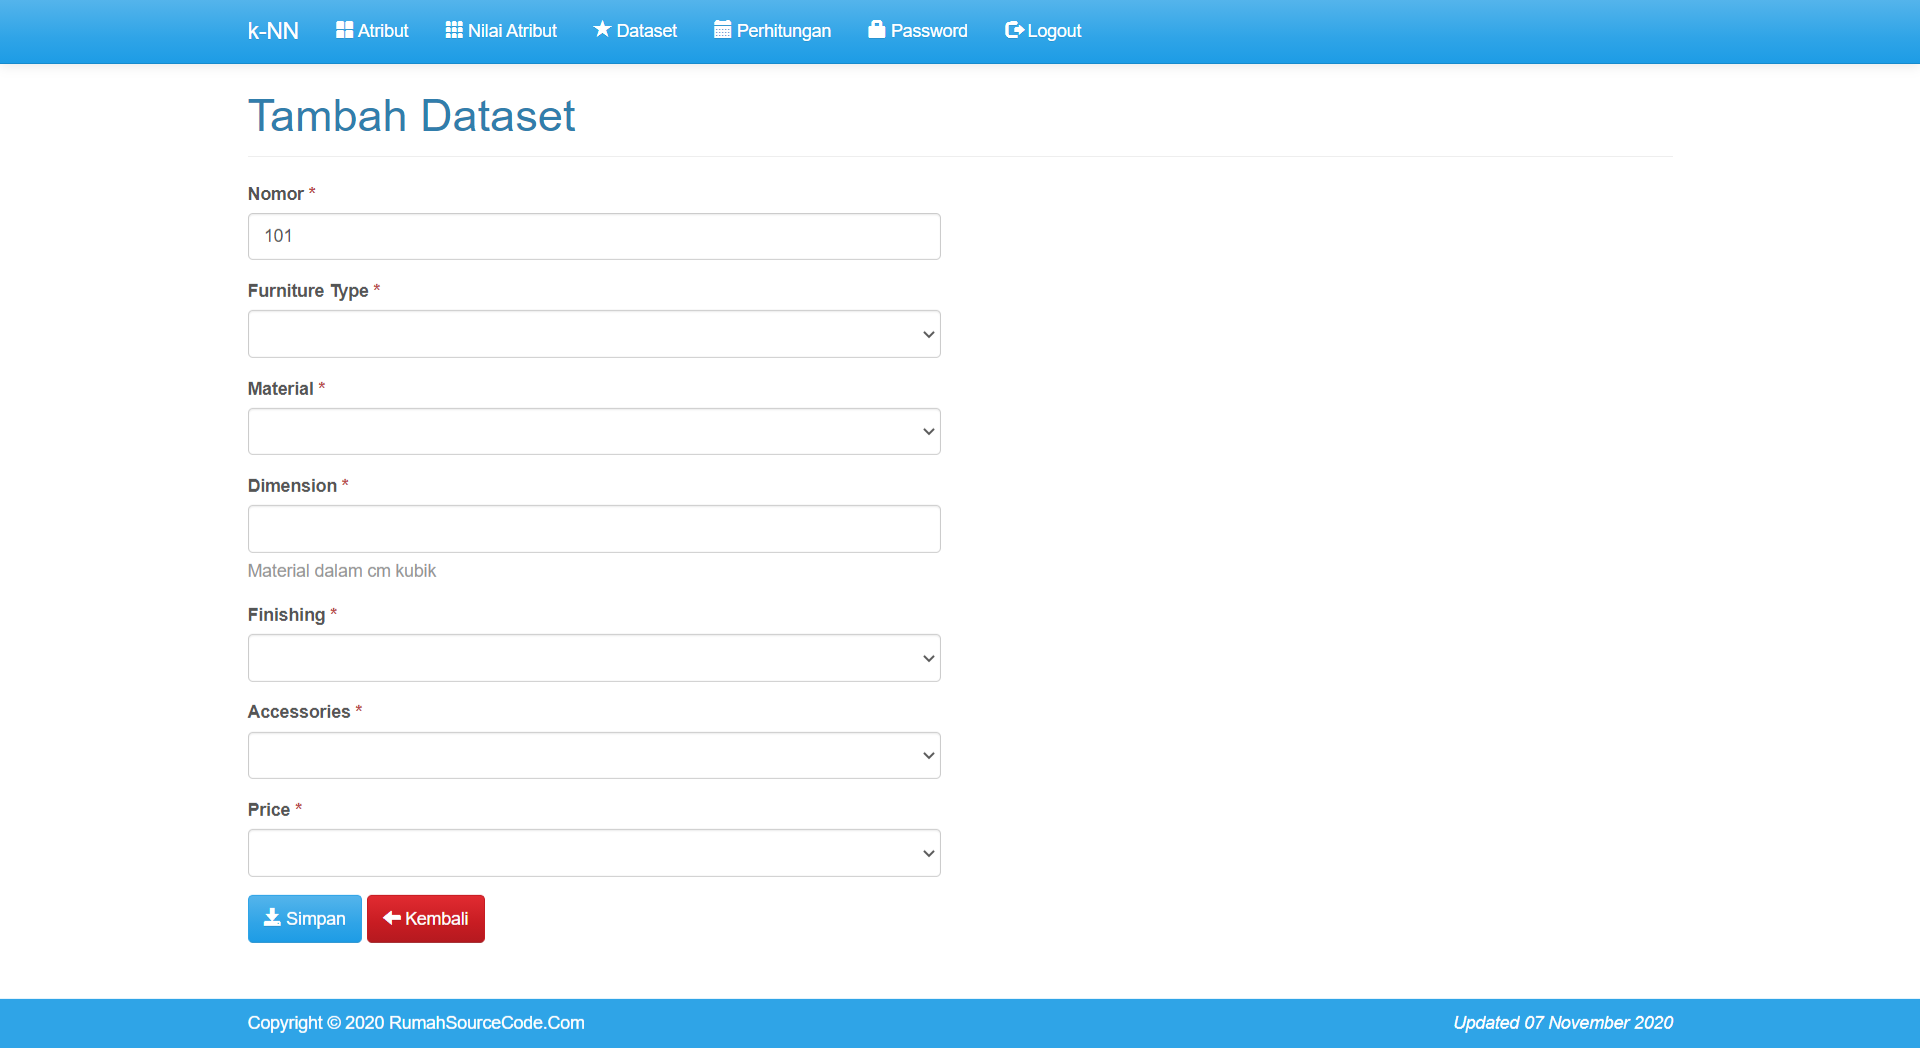 k-NN Atribut Nilai Atribut Dataset Perhitungan Password Logout
Tambah Dataset
Nomor *
101
Furniture Type *
Material *
Dimension *
Material dalam cm kubik
Finishing *
Accessories *
Price *
Simpan Kembali
Copyright © 2020 RumahSourceCode.Com Updated 07 November 2020